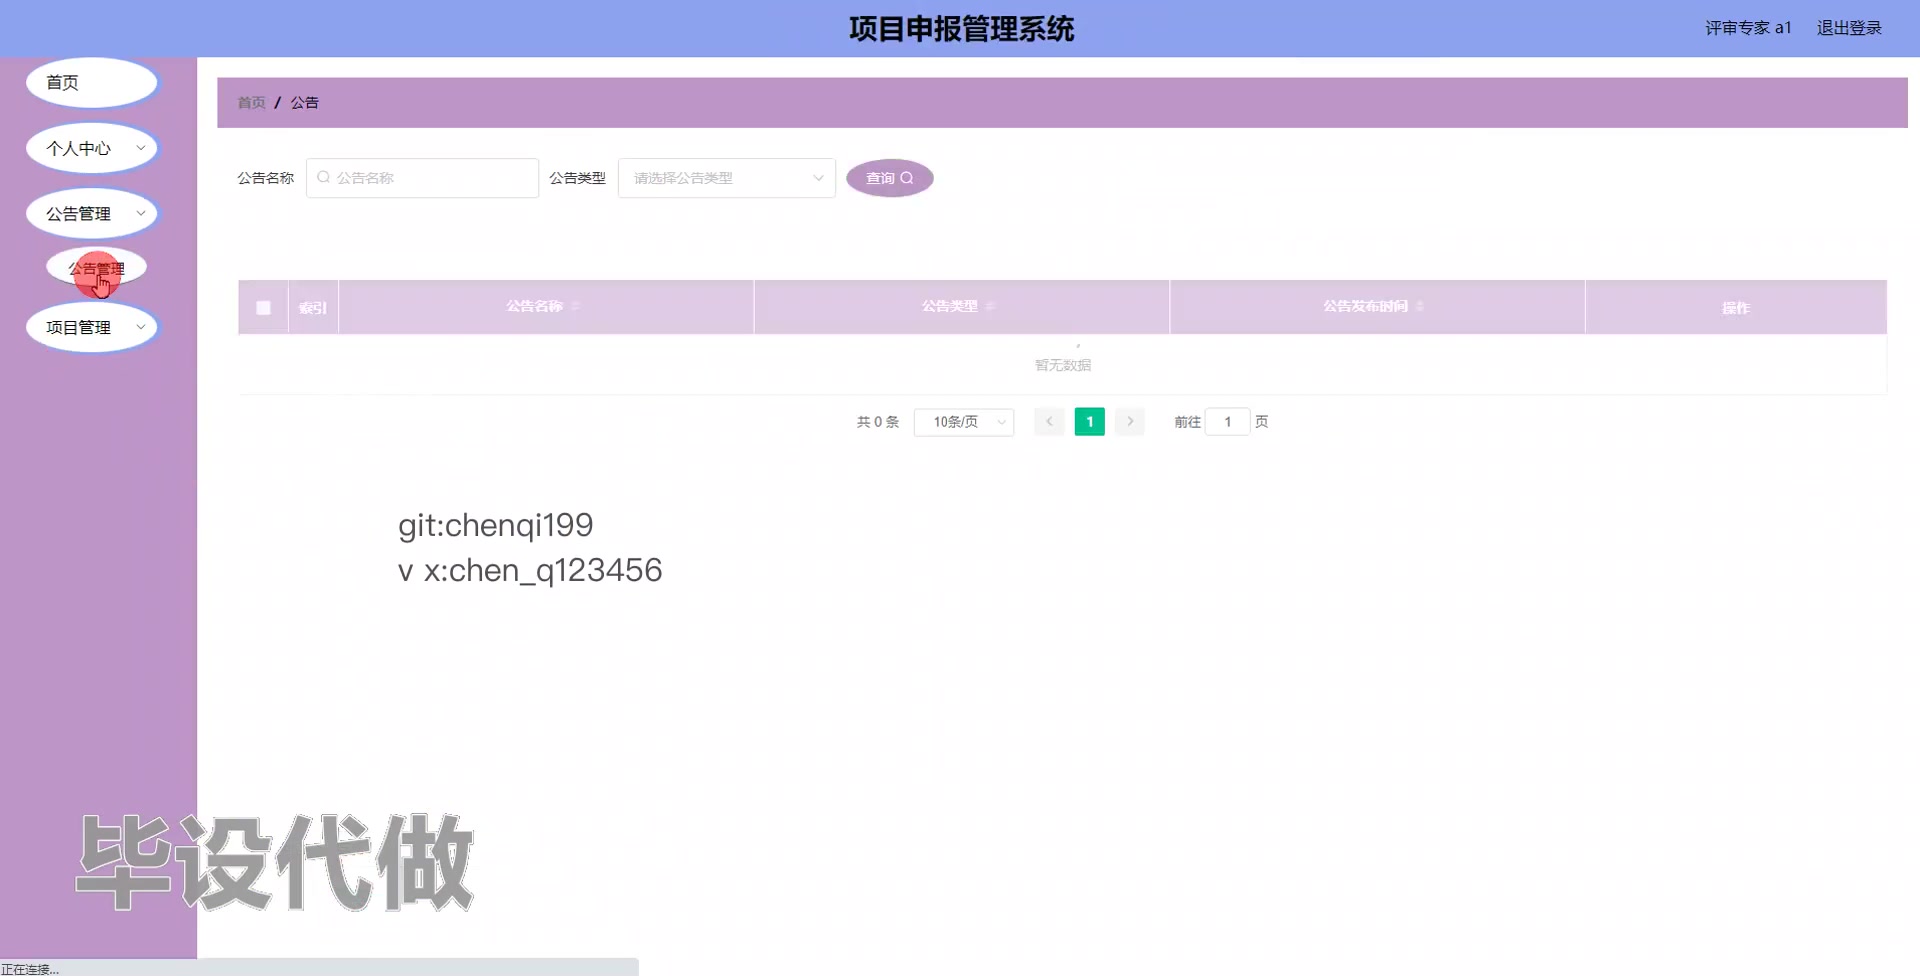 项目申报管理系统
评审专家 a1 退出登录
首页
个人中心
公告管理
公告管理
项目管理
首页 / 公告
公告名称 公告名称 公告类型 请选择公告类型 查询
索引 公告名称 公告类型 公告发布时间 操作
暂无数据
共 0 条 10条/页 1 前往 1 页
git:chenqi199
v x:chen_q123456
毕设代做
正在连接...